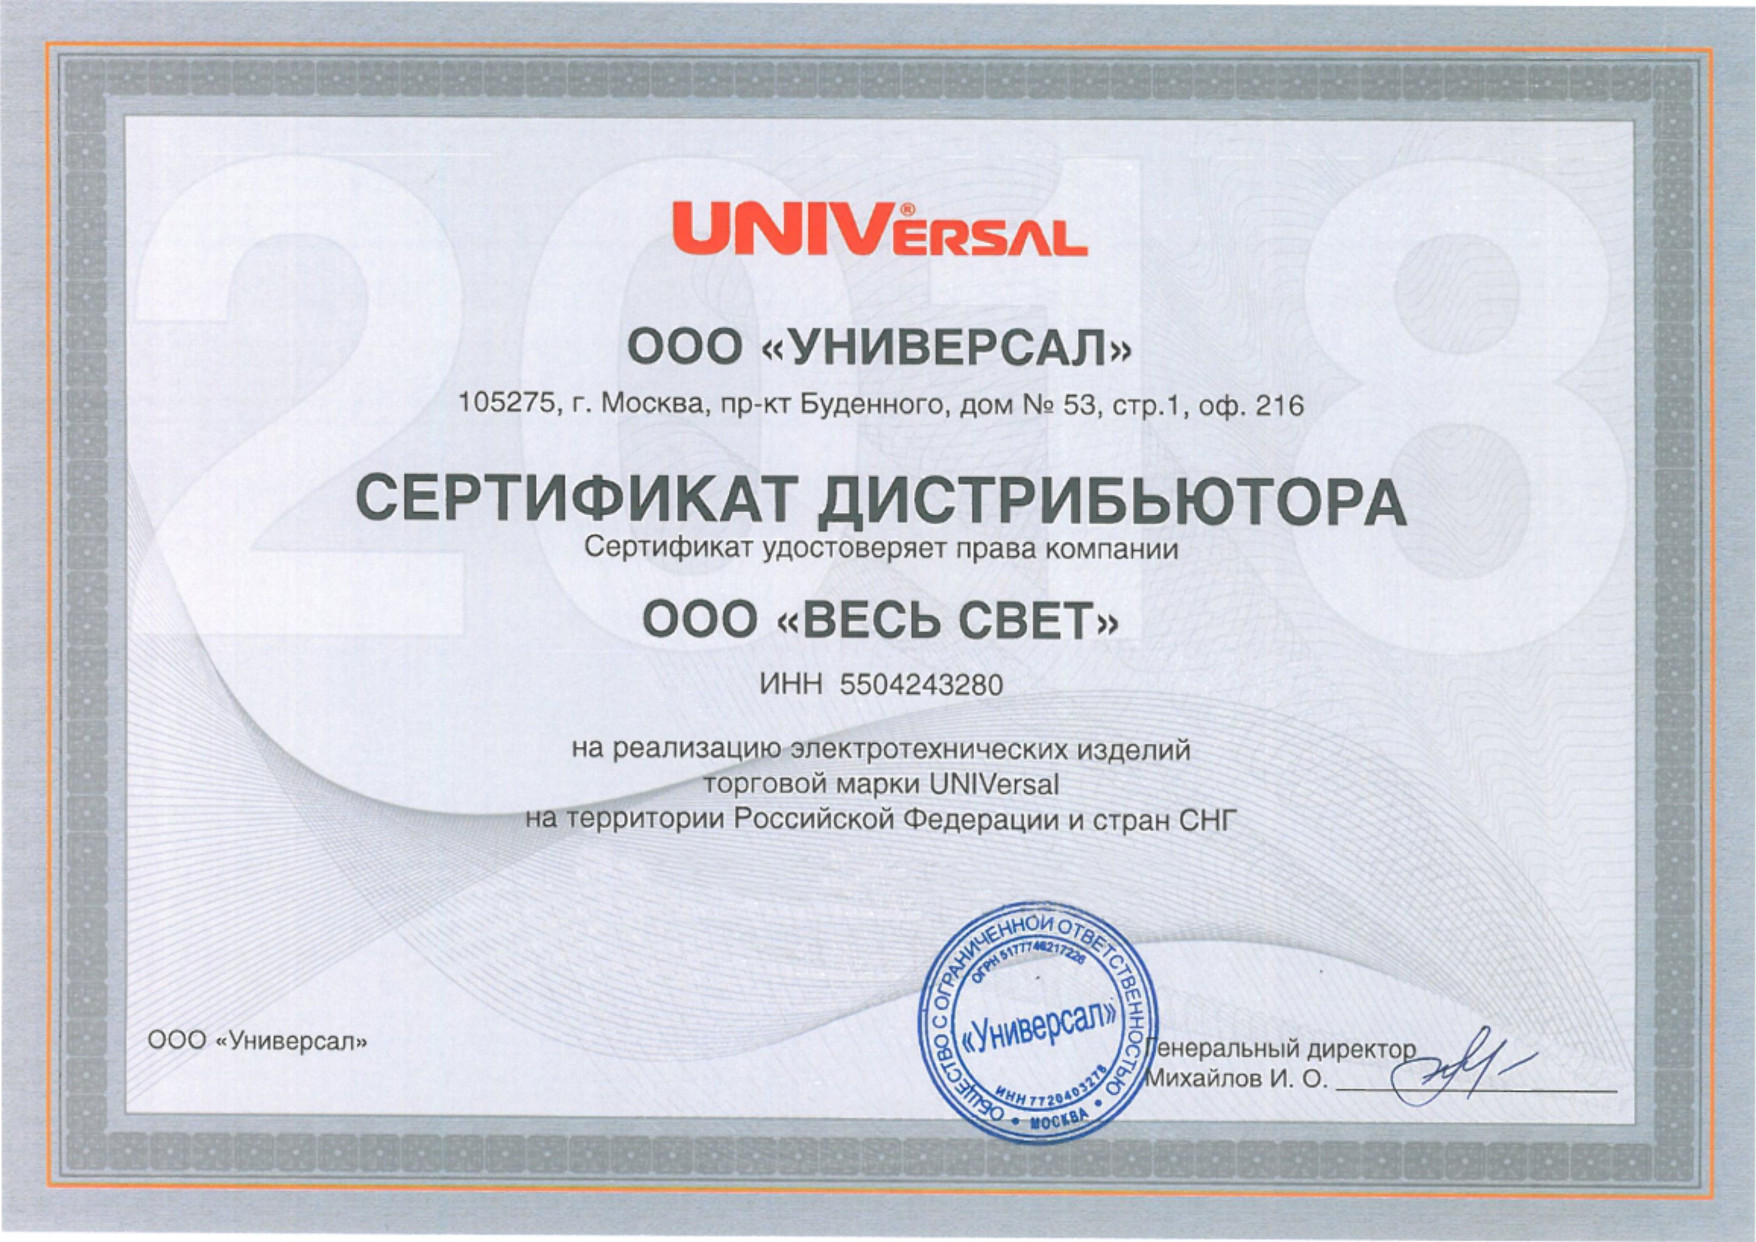 2018
UNIVERSAL®
ООО «УНИВЕРСАЛ»
105275, г. Москва, пр-кт Буденного, дом № 53, стр.1, оф. 216
СЕРТИФИКАТ ДИСТРИБЬЮТОРА
Сертификат удостоверяет права компании
ООО «ВЕСЬ СВЕТ»
ИНН 5504243280
на реализацию электротехнических изделий
торговой марки UNIVersal
на территории Российской Федерации и стран СНГ
ООО «Универсал»
ОБЩЕСТВО С ОГРАНИЧЕННОЙ ОТВЕТСТВЕННОСТЬЮ
ОГРН 5177746217226
«Универсал»
ИНН 7720403278
• МОСКВА •
Генеральный директор
Михайлов И. О.